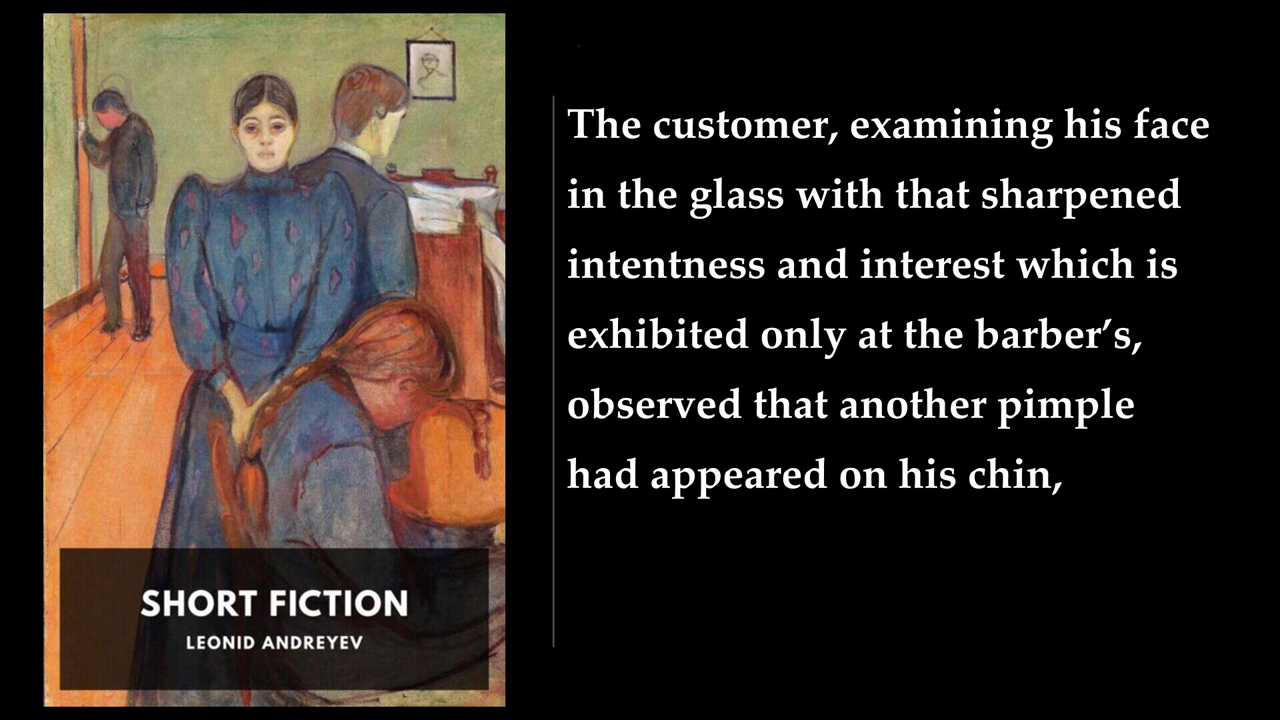 SHORT FICTION
LEONID ANDREYEV
The customer, examining his face
in the glass with that sharpened
intentness and interest which is
exhibited only at the barber’s,
observed that another pimple
had appeared on his chin,